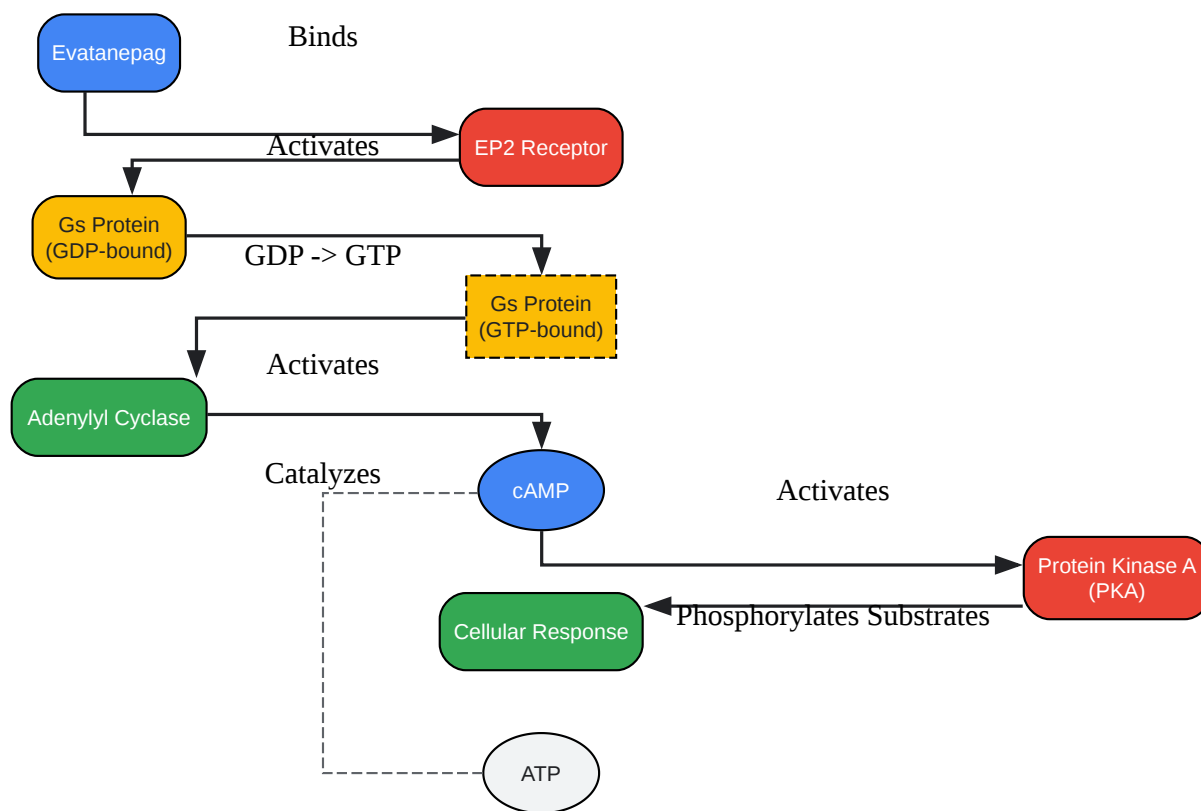 Evatanepag
Binds
EP2 Receptor
Activates
Gs Protein
(GDP-bound)
GDP -> GTP
Gs Protein
(GTP-bound)
Activates
Adenylyl Cyclase
Catalyzes
cAMP
Activates
Protein Kinase A
(PKA)
Phosphorylates Substrates
Cellular Response
ATP